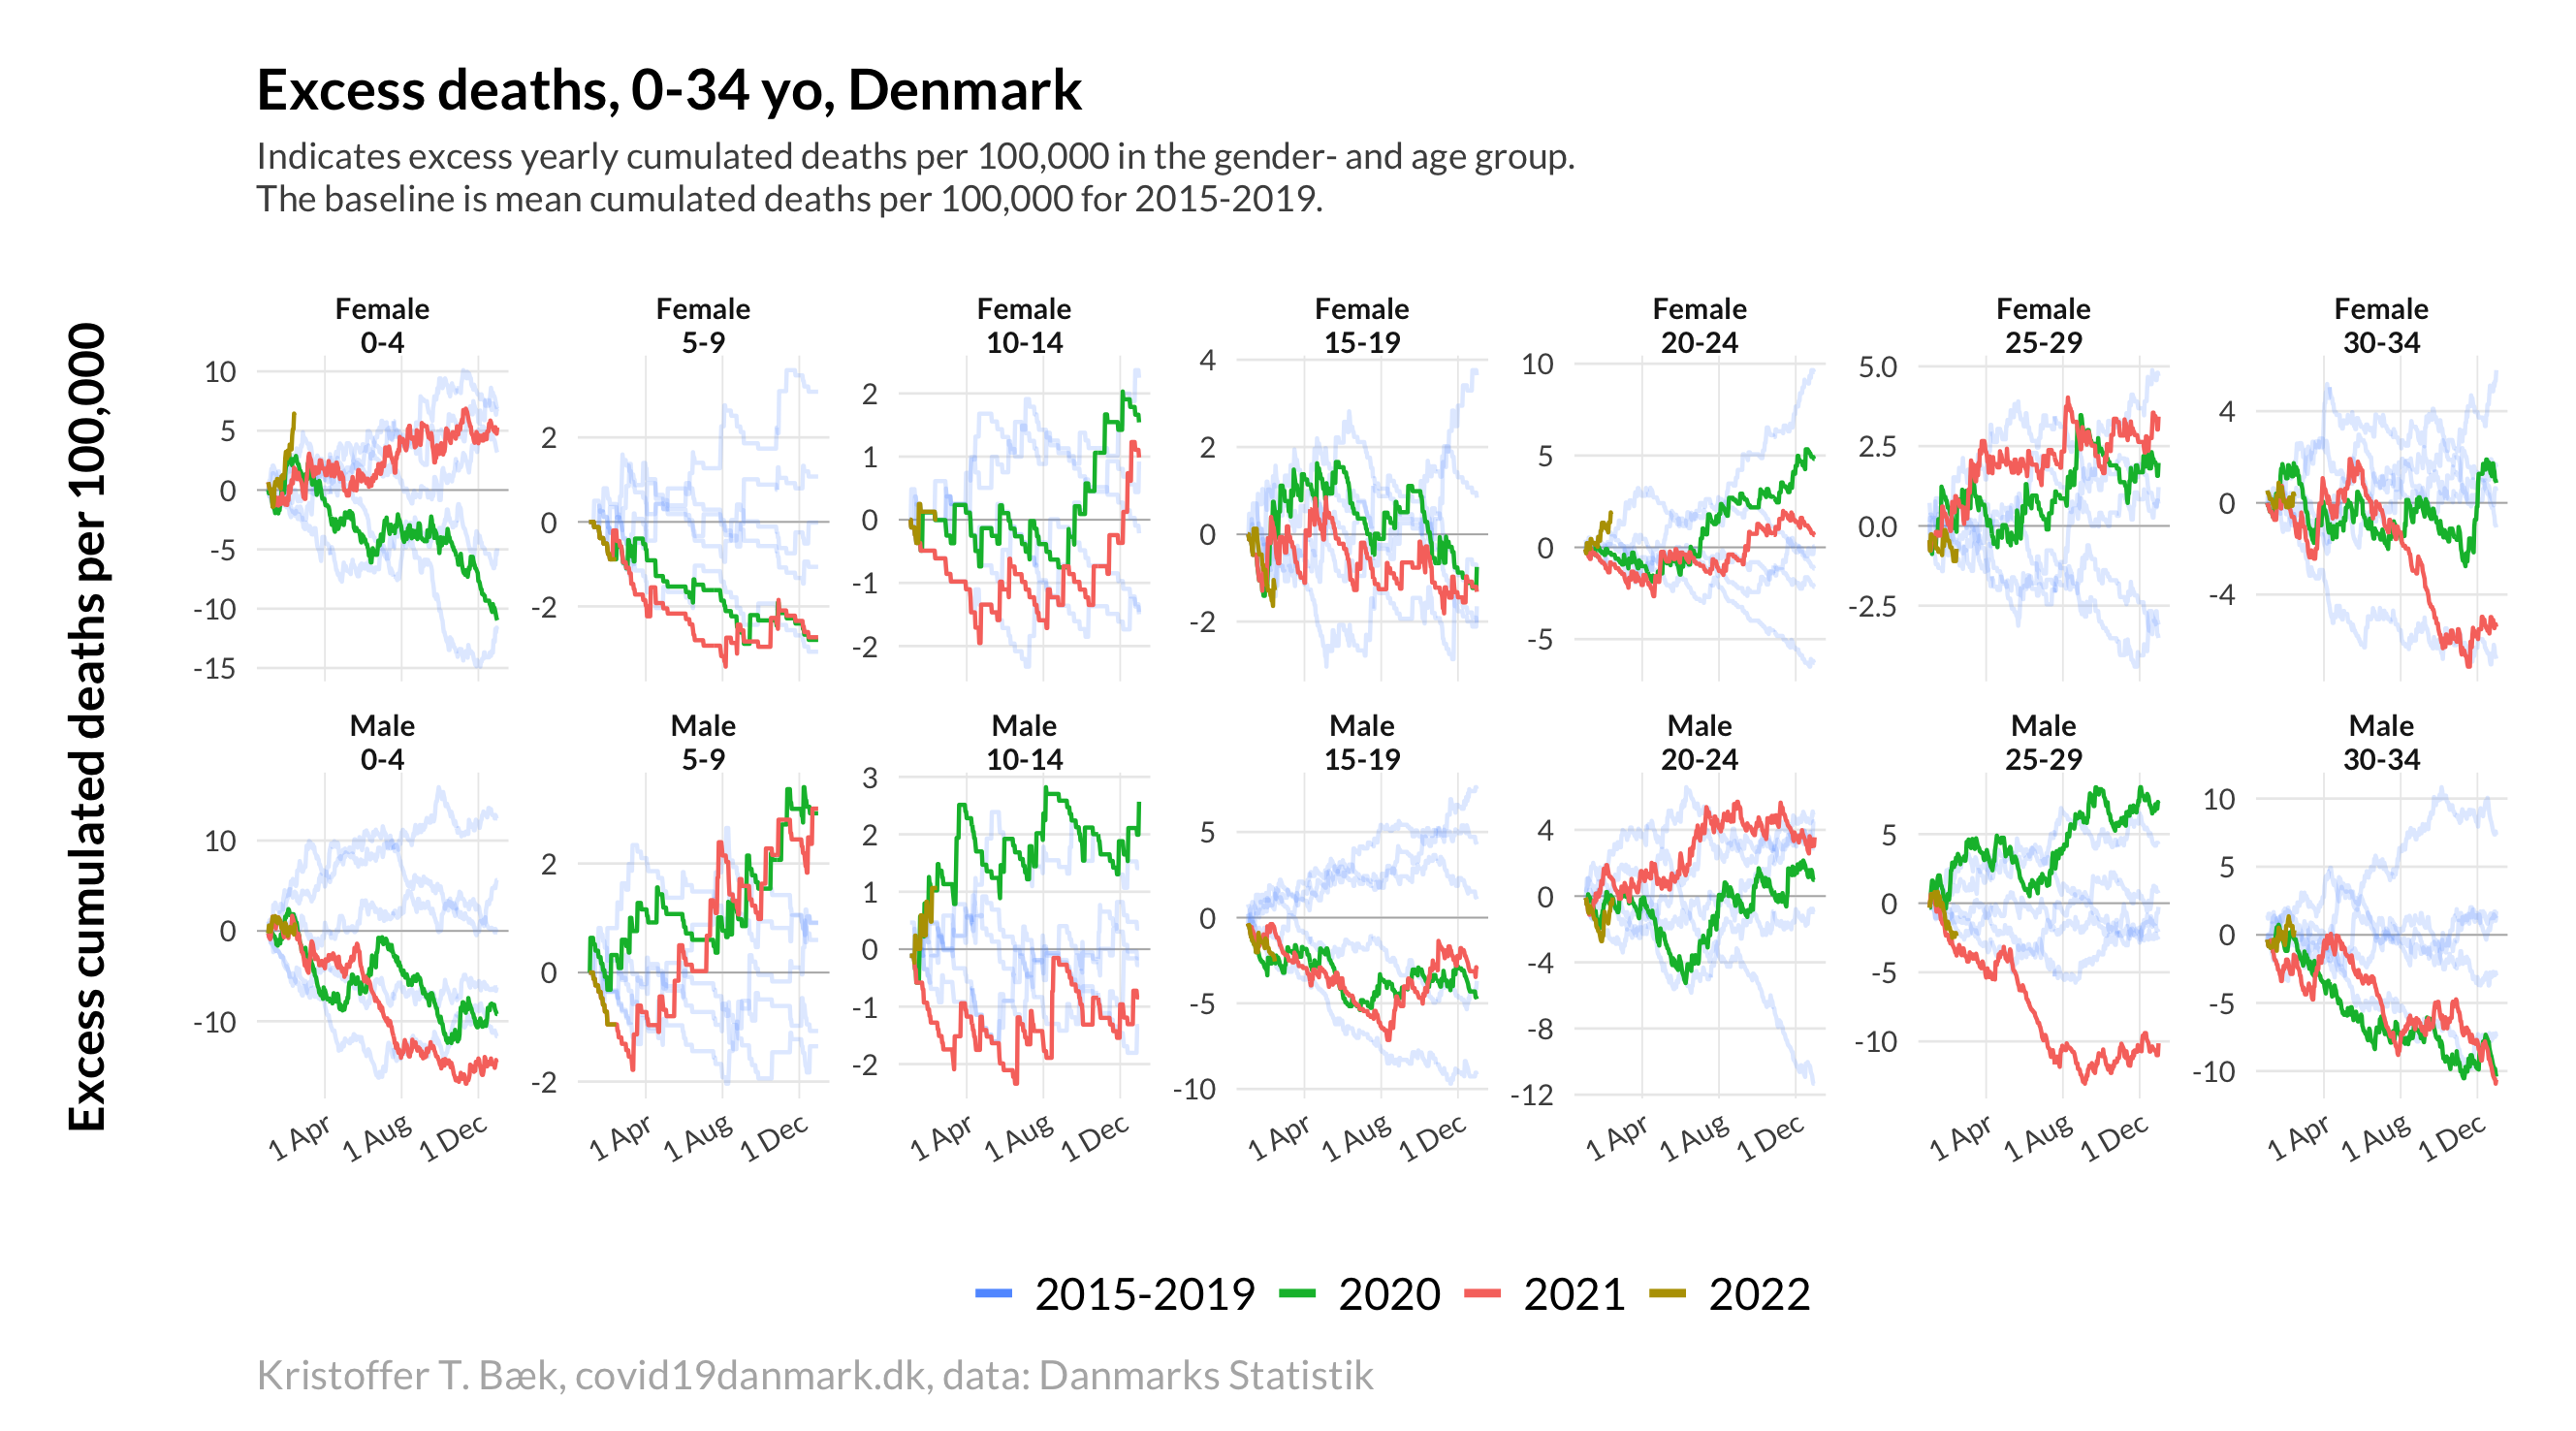 Excess deaths, 0-34 yo, Denmark
Indicates excess yearly cumulated deaths per 100,000 in the gender- and age group.
The baseline is mean cumulated deaths per 100,000 for 2015-2019.
Excess cumulated deaths per 100,000
Female
0-4
10
5
0
-5
-10
-15
Female
5-9
2
0
-2
Female
10-14
2
1
0
-1
-2
Female
15-19
4
2
0
-2
Female
20-24
10
5
0
-5
Female
25-29
5.0
2.5
0.0
-2.5
Female
30-34
4
0
-4
Male
0-4
10
0
-10
1 Apr
1 Aug
1 Dec
Male
5-9
2
0
-2
1 Apr
1 Aug
1 Dec
Male
10-14
3
2
1
0
-1
-2
1 Apr
1 Aug
1 Dec
Male
15-19
5
0
-5
-10
1 Apr
1 Aug
1 Dec
Male
20-24
4
0
-4
-8
-12
1 Apr
1 Aug
1 Dec
Male
25-29
5
0
-5
-10
1 Apr
1 Aug
1 Dec
Male
30-34
10
5
0
-5
-10
1 Apr
1 Aug
1 Dec
2015-2019 2020 2021 2022
Kristoffer T. Bæk, covid19danmark.dk, data: Danmarks Statistik